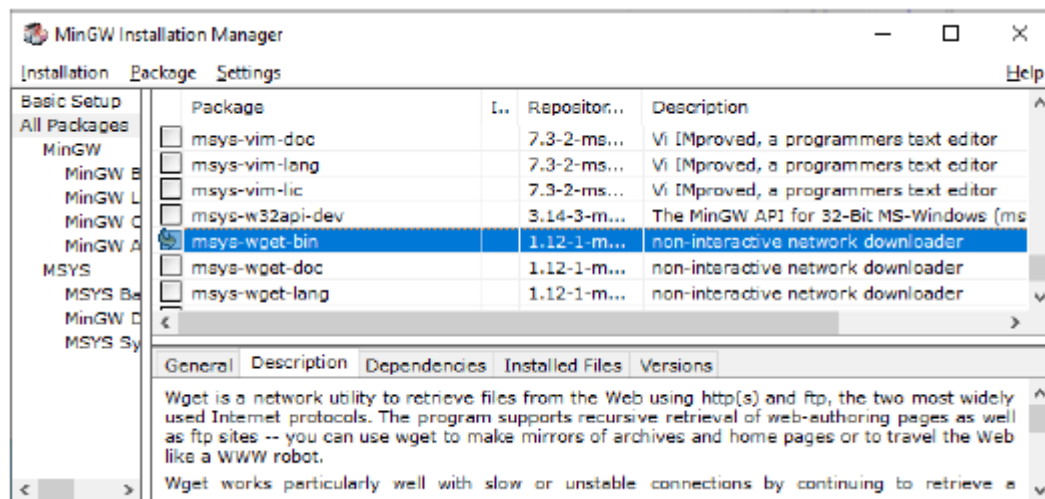 MinGW Installation Manager
Installation Package Settings Help
Basic Setup
All Packages
MinGW
MinGW B
MinGW L
MinGW C
MinGW A
MSYS
MSYS Ba
MinGW D
MSYS Sy
Package I.. Repositor... Description
msys-vim-doc 7.3-2-ms... Vi IMproved, a programmers text editor
msys-vim-lang 7.3-2-ms... Vi IMproved, a programmers text editor
msys-vim-lic 7.3-2-ms... Vi IMproved, a programmers text editor
msys-w32api-dev 3.14-3-m... The MinGW API for 32-Bit MS-Windows (ms
msys-wget-bin 1.12-1-m... non-interactive network downloader
msys-wget-doc 1.12-1-m... non-interactive network downloader
msys-wget-lang 1.12-1-m... non-interactive network downloader
General Description Dependencies Installed Files Versions
Wget is a network utility to retrieve files from the Web using http(s) and ftp, the two most widely
used Internet protocols. The program supports recursive retrieval of web-authoring pages as well
as ftp sites -- you can use wget to make mirrors of archives and home pages or to travel the Web
like a WWW robot.
Wget works particularly well with slow or unstable connections by continuing to retrieve a